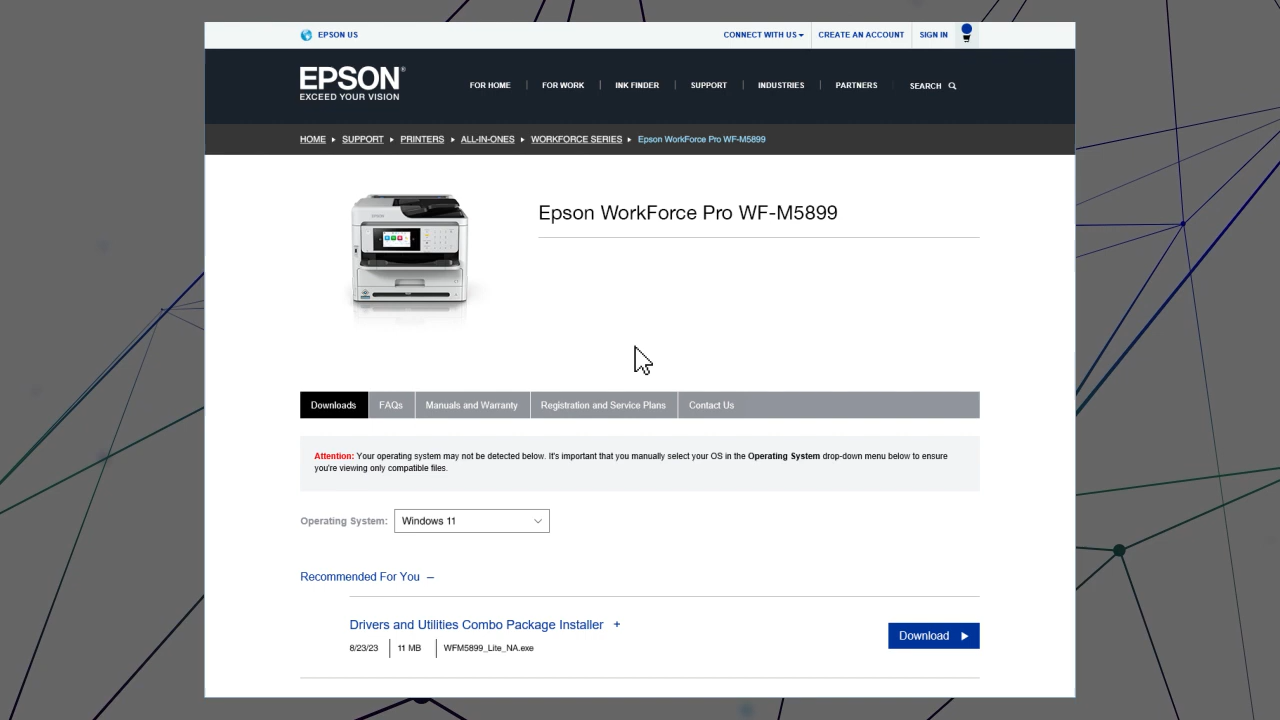 EPSON US
CONNECT WITH US
CREATE AN ACCOUNT
SIGN IN
EPSON®
EXCEED YOUR VISION
FOR HOME
FOR WORK
INK FINDER
SUPPORT
INDUSTRIES
PARTNERS
SEARCH
HOME
SUPPORT
PRINTERS
ALL-IN-ONES
WORKFORCE SERIES
Epson WorkForce Pro WF-M5899
Epson WorkForce Pro WF-M5899
Downloads
FAQs
Manuals and Warranty
Registration and Service Plans
Contact Us
Attention: Your operating system may not be detected below. It's important that you manually select your OS in the Operating System drop-down menu below to ensure
you're viewing only compatible files.
Operating System:
Windows 11
Recommended For You –
Drivers and Utilities Combo Package Installer +
8/23/23
11 MB
WFM5899_Lite_NA.exe
Download